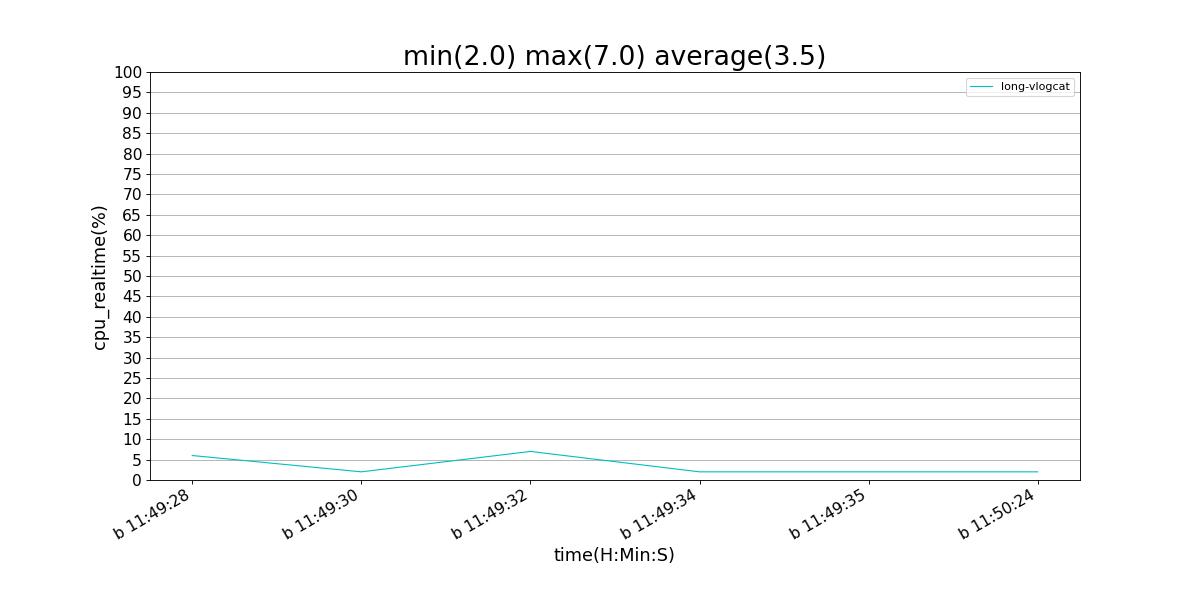 min(2.0) max(7.0) average(3.5)
long-vlogcat
100
95
90
85
80
75
70
65
60
55
50
45
40
35
30
25
20
15
10
5
0
cpu_realtime(%)
b 11:49:28
b 11:49:30
b 11:49:32
b 11:49:34
b 11:49:35
b 11:50:24
time(H:Min:S)